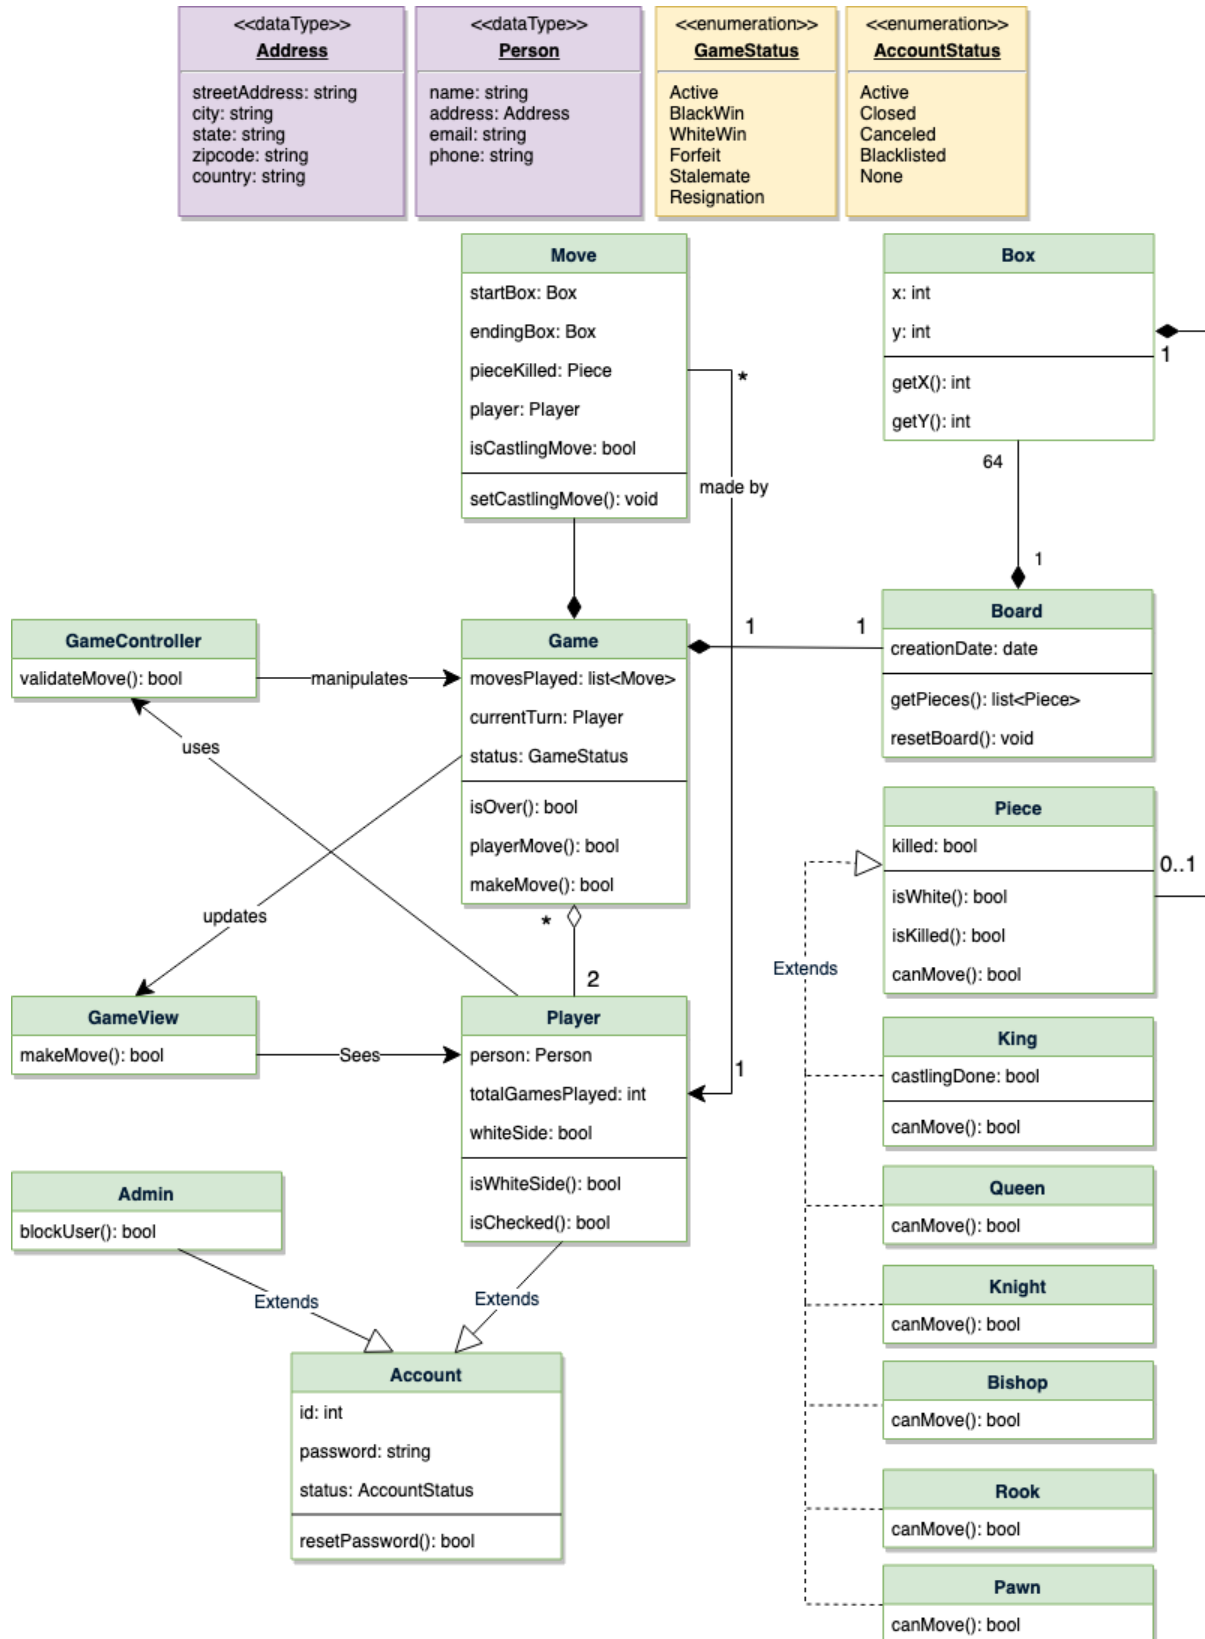 <<dataType>>
Address
streetAddress: string
city: string
state: string
zipcode: string
country: string
<<dataType>>
Person
name: string
address: Address
email: string
phone: string
<<enumeration>>
GameStatus
Active
BlackWin
WhiteWin
Forfeit
Stalemate
Resignation
<<enumeration>>
AccountStatus
Active
Closed
Canceled
Blacklisted
None
Move
startBox: Box
endingBox: Box
pieceKilled: Piece
player: Player
isCastlingMove: bool
setCastlingMove(): void
*
made by
1
Box
x: int
y: int
getX(): int
getY(): int
1
64
1
Board
creationDate: date
getPieces(): list<Piece>
resetBoard(): void
GameController
validateMove(): bool
manipulates
uses
Game
movesPlayed: list<Move>
currentTurn: Player
status: GameStatus
isOver(): bool
playerMove(): bool
makeMove(): bool
1
1
updates
*
2
Piece
killed: bool
isWhite(): bool
isKilled(): bool
canMove(): bool
0..1
Extends
GameView
makeMove(): bool
Sees
Player
person: Person
totalGamesPlayed: int
whiteSide: bool
isWhiteSide(): bool
isChecked(): bool
King
castlingDone: bool
canMove(): bool
Admin
blockUser(): bool
Extends
Extends
Queen
canMove(): bool
Knight
canMove(): bool
Account
id: int
password: string
status: AccountStatus
resetPassword(): bool
Bishop
canMove(): bool
Rook
canMove(): bool
Pawn
canMove(): bool